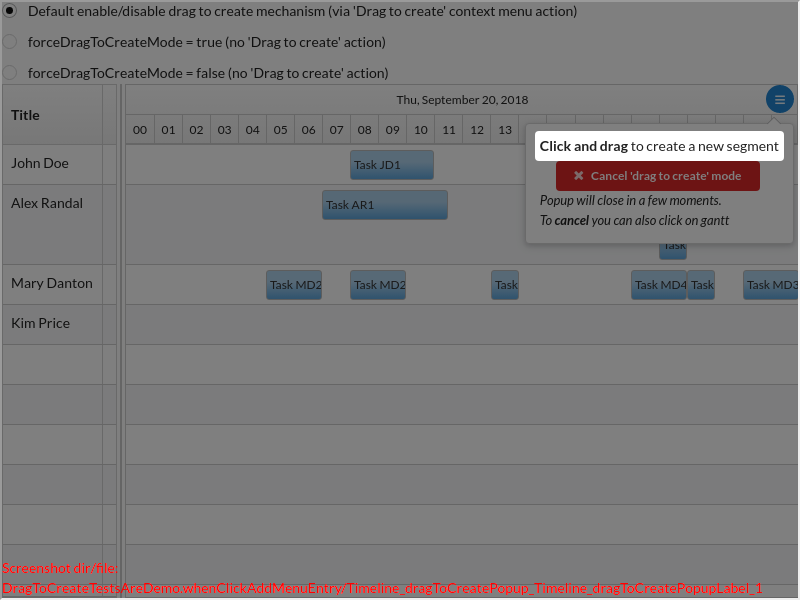 Default enable/disable drag to create mechanism (via 'Drag to create' context menu action)
forceDragToCreateMode = true (no 'Drag to create' action)
forceDragToCreateMode = false (no 'Drag to create' action)
Title
Thu, September 20, 2018
00 01 02 03 04 05 06 07 08 09 10 11 12 13
Click and drag to create a new segment
✖ Cancel 'drag to create' mode
Popup will close in a few moments.
To cancel you can also click on gantt
John Doe
Task JD1
Alex Randal
Task AR1
Task
Mary Danton
Task MD2 Task MD2 Task Task MD4 Task Task MD3
Kim Price
Screenshot dir/file:
DragToCreateTestsAreDemo.whenClickAddMenuEntry/Timeline_dragToCreatePopup_Timeline_dragToCreatePopupLabel_1